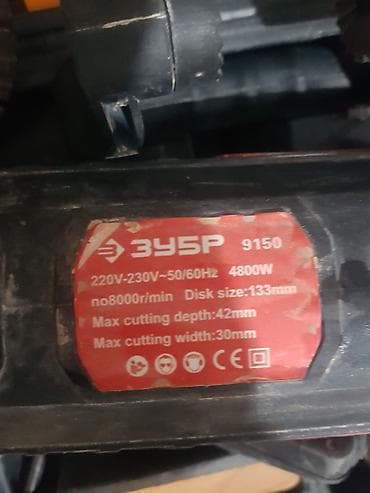 ЗУБР 9150
220V-230V~50/60Hz 4800W
no8000r/min Disk size:133mm
Max cutting depth:42mm
Max cutting width:30mm
CE